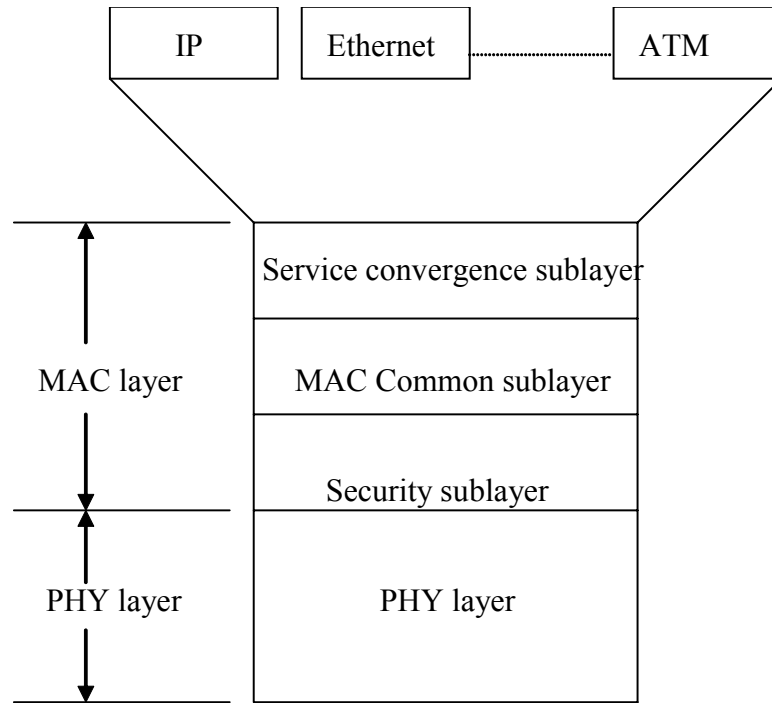 IP
Ethernet
ATM
Service convergence sublayer
MAC layer
MAC Common sublayer
Security sublayer
PHY layer
PHY layer